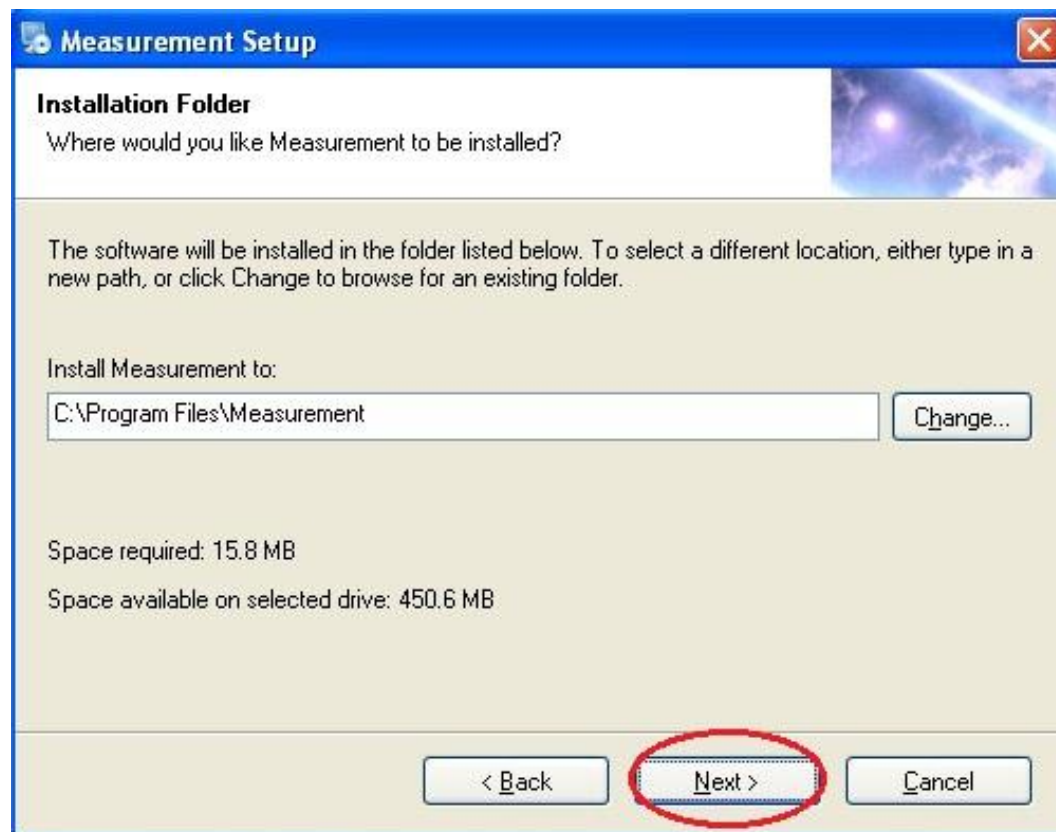 Measurement Setup
Installation Folder
Where would you like Measurement to be installed?
The software will be installed in the folder listed below. To select a different location, either type in a
new path, or click Change to browse for an existing folder.
Install Measurement to:
C:\Program Files\Measurement
Change...
Space required: 15.8 MB
Space available on selected drive: 450.6 MB
< Back
Next >
Cancel